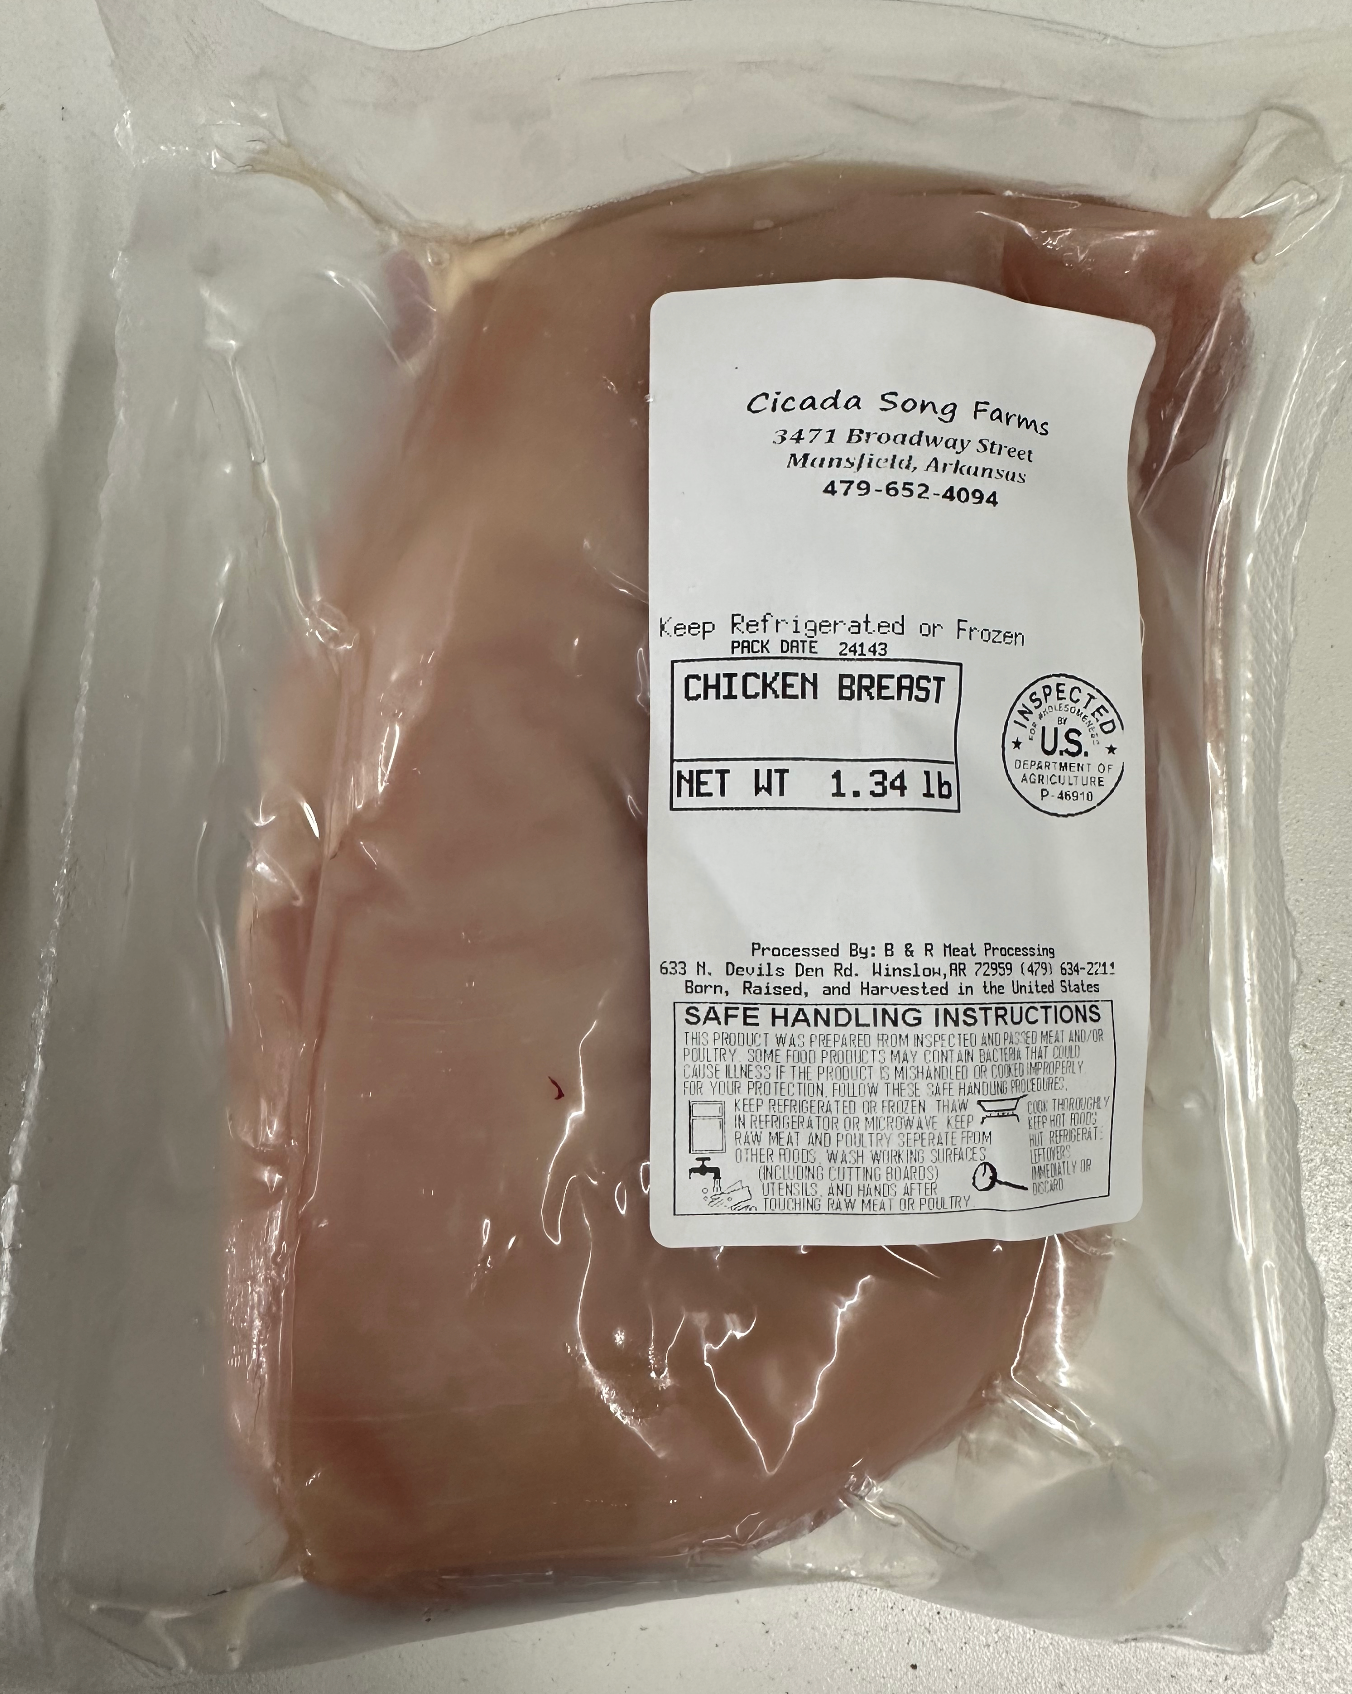 Cicada Song Farms
3471 Broadway Street
Mansfield, Arkansas
479-652-4094
Keep Refrigerated or Frozen
PACK DATE 24143
CHICKEN BREAST
NET WT 1.34 lb
INSPECTED
FOR WHOLESOMENESS
BY
U.S.
DEPARTMENT OF
AGRICULTURE
P-46910
Processed By: B & R Meat Processing
633 N. Devils Den Rd. Winslow,AR 72959 (479) 634-2211
Born, Raised, and Harvested in the United States
SAFE HANDLING INSTRUCTIONS
THIS PRODUCT WAS PREPARED FROM INSPECTED AND PASSED MEAT AND/OR
POULTRY. SOME FOOD PRODUCTS MAY CONTAIN BACTERIA THAT COULD
CAUSE ILLNESS IF THE PRODUCT IS MISHANDLED OR COOKED IMPROPERLY
FOR YOUR PROTECTION, FOLLOW THESE SAFE HANDLING PROCEDURES.
KEEP REFRIGERATED OR FROZEN THAW
IN REFRIGERATOR OR MICROWAVE KEEP
RAW MEAT AND POULTRY SEPERATE FROM
OTHER FOODS, WASH WORKING SURFACES
(INCLUDING CUTTING BOARDS)
UTENSILS, AND HANDS AFTER
TOUCHING RAW MEAT OR POULTRY
COOK THOROUGHLY
KEEP HOT FOODS
HOT REFRIGERAT
LEFTOVERS
IMMEDIATLY OR
DISCARD